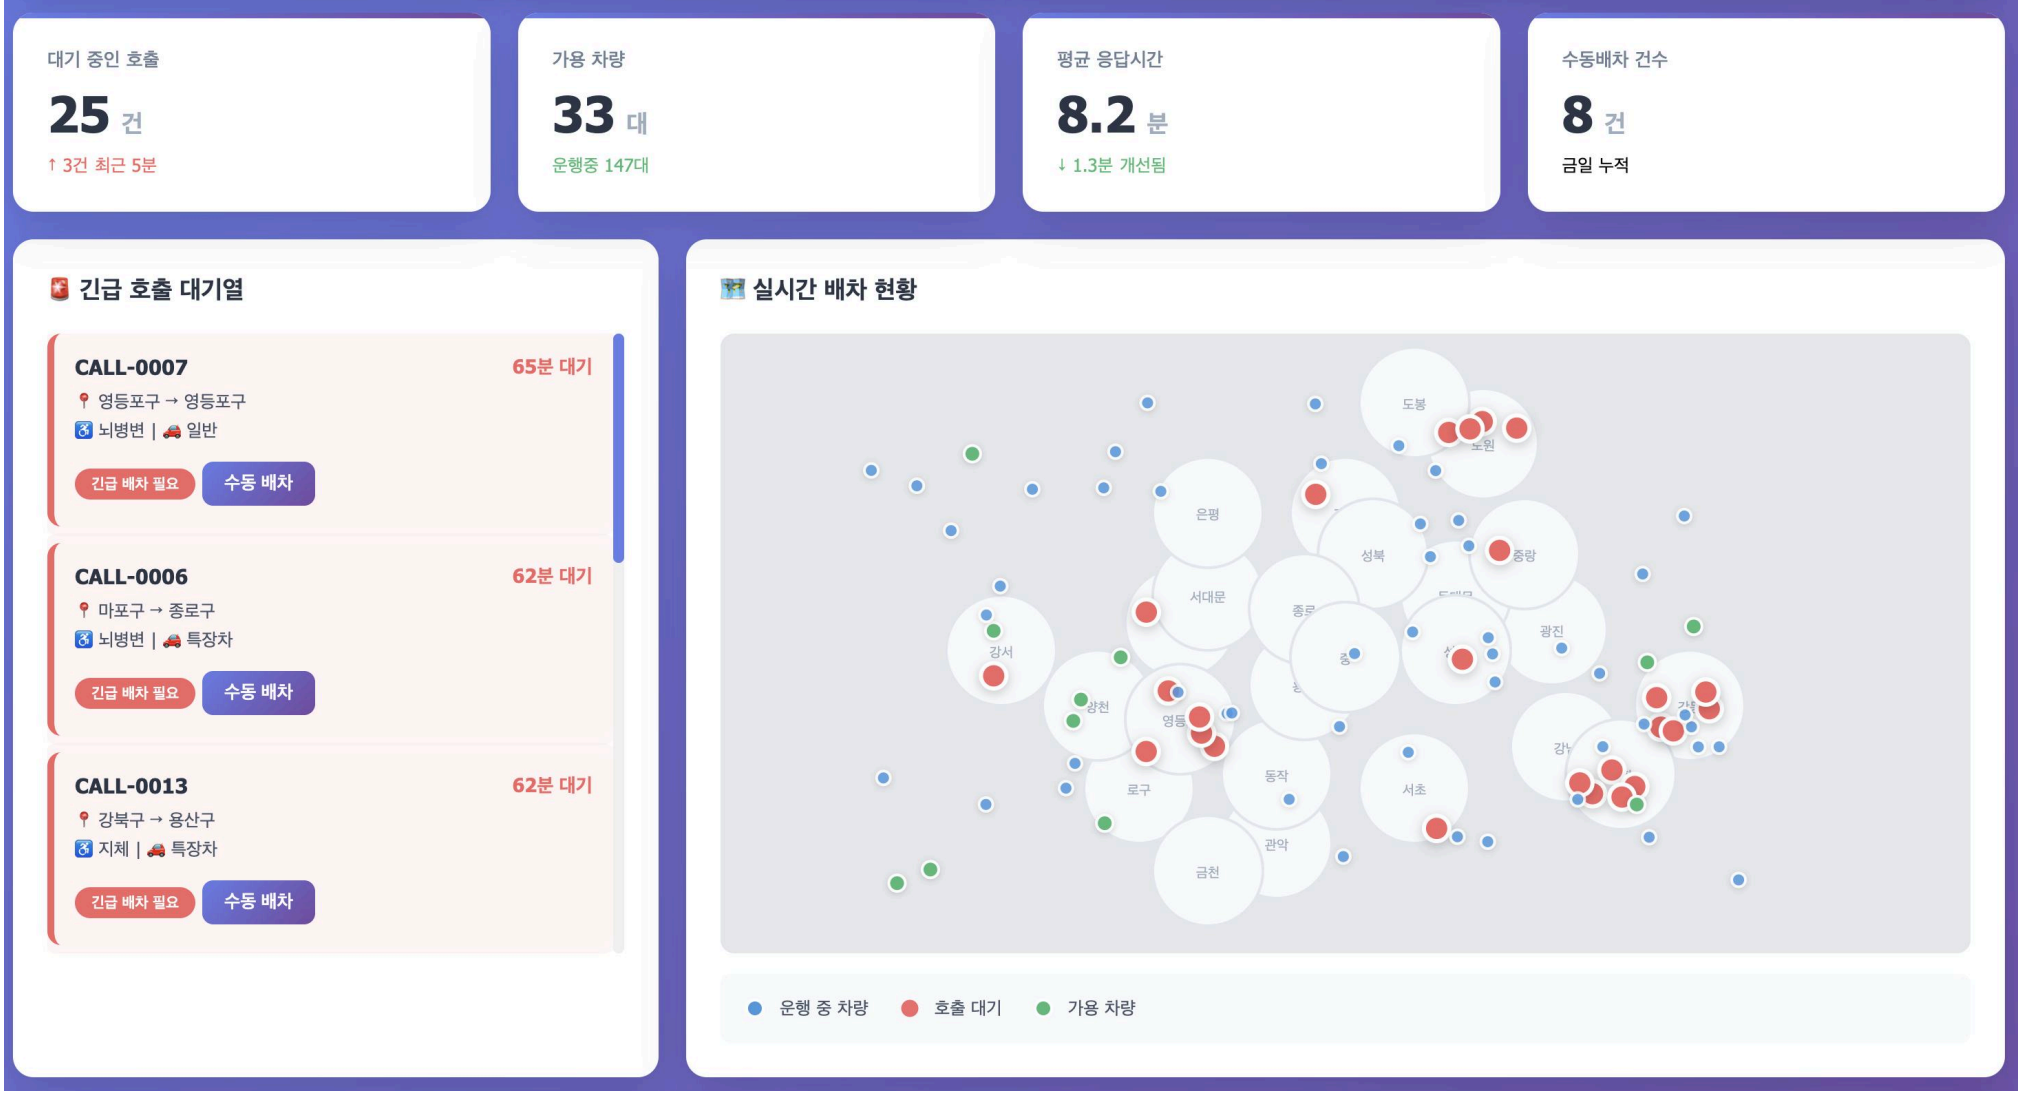 대기 중인 호출
25 건
↑ 3건 최근 5분
가용 차량
33 대
운행중 147대
평균 응답시간
8.2 분
↓ 1.3분 개선됨
수동배차 건수
8 건
금일 누적
긴급 호출 대기열
CALL-0007
65분 대기
영등포구 → 영등포구
뇌병변 | 일반
긴급 배차 필요
수동 배차
CALL-0006
62분 대기
마포구 → 종로구
뇌병변 | 특장차
긴급 배차 필요
수동 배차
CALL-0013
62분 대기
강북구 → 용산구
지체 | 특장차
긴급 배차 필요
수동 배차
실시간 배차 현황
도봉
은평
성북
중랑
서대문
종로
광진
강서
양천
영등
동작
로구
서초
관악
금천
운행 중 차량
호출 대기
가용 차량